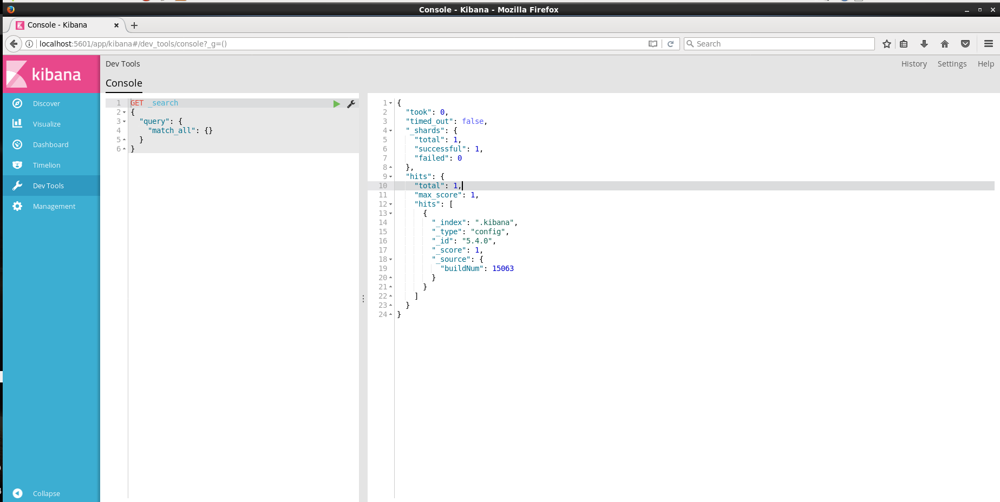 Console - Kibana - Mozilla Firefox
Console - Kibana
localhost:5601/app/kibana#/dev_tools/console?_g=()
Search
kibana
Dev Tools
History Settings Help
Console
Discover
Visualize
Dashboard
Timelion
Dev Tools
Management
Collapse
1 GET _search
2 {
3   "query": {
4     "match_all": {}
5   }
6 }
1 {
2   "took": 0,
3   "timed_out": false,
4   "_shards": {
5     "total": 1,
6     "successful": 1,
7     "failed": 0
8   },
9   "hits": {
10     "total": 1,
11     "max_score": 1,
12     "hits": [
13       {
14         "_index": ".kibana",
15         "_type": "config",
16         "_id": "5.4.0",
17         "_score": 1,
18         "_source": {
19           "buildNum": 15063
20         }
21       }
22     ]
23   }
24 }